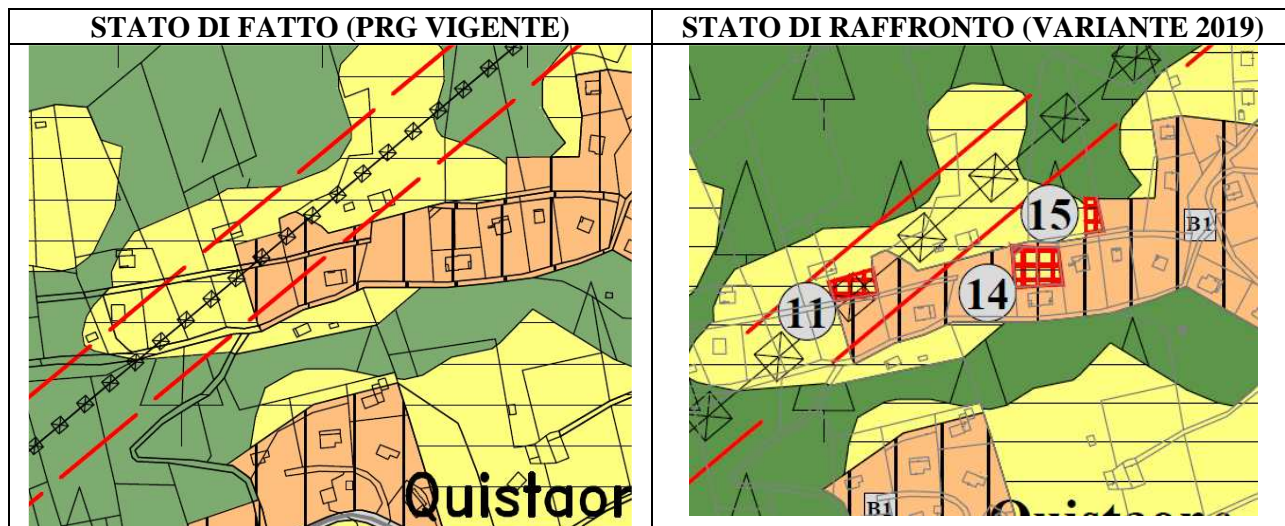 STATO DI FATTO (PRG VIGENTE)
STATO DI RAFFRONTO (VARIANTE 2019)
Quistaor
15
B1
11
14
B1